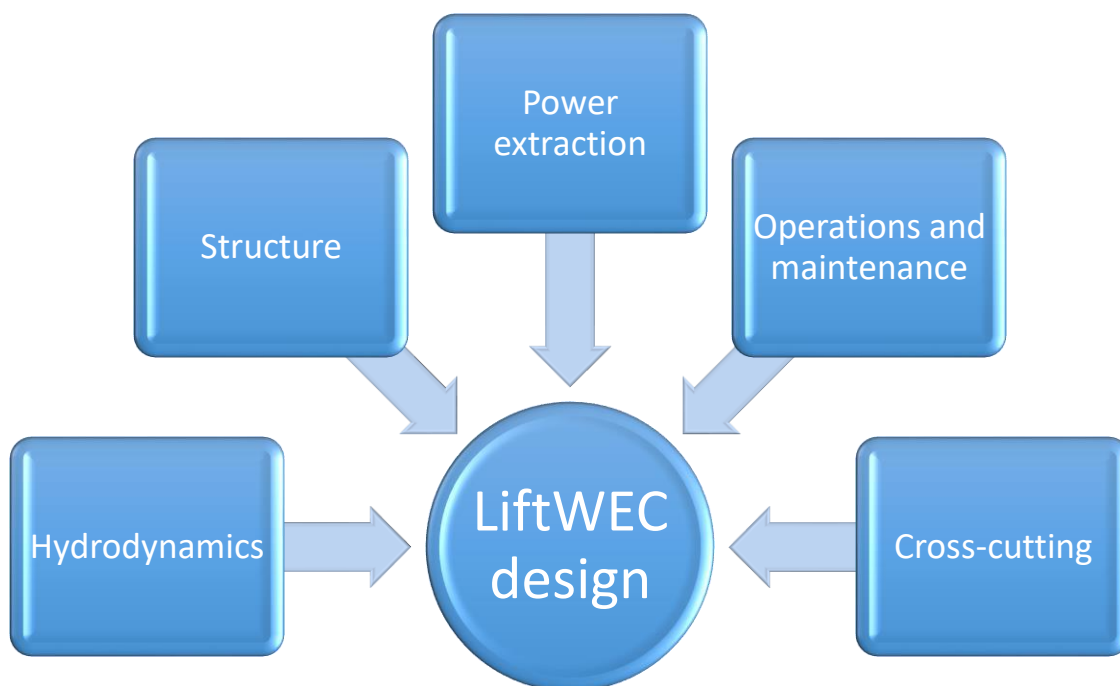 Power
extraction
Structure
Operations and
maintenance
Hydrodynamics
LiftWEC
design
Cross-cutting